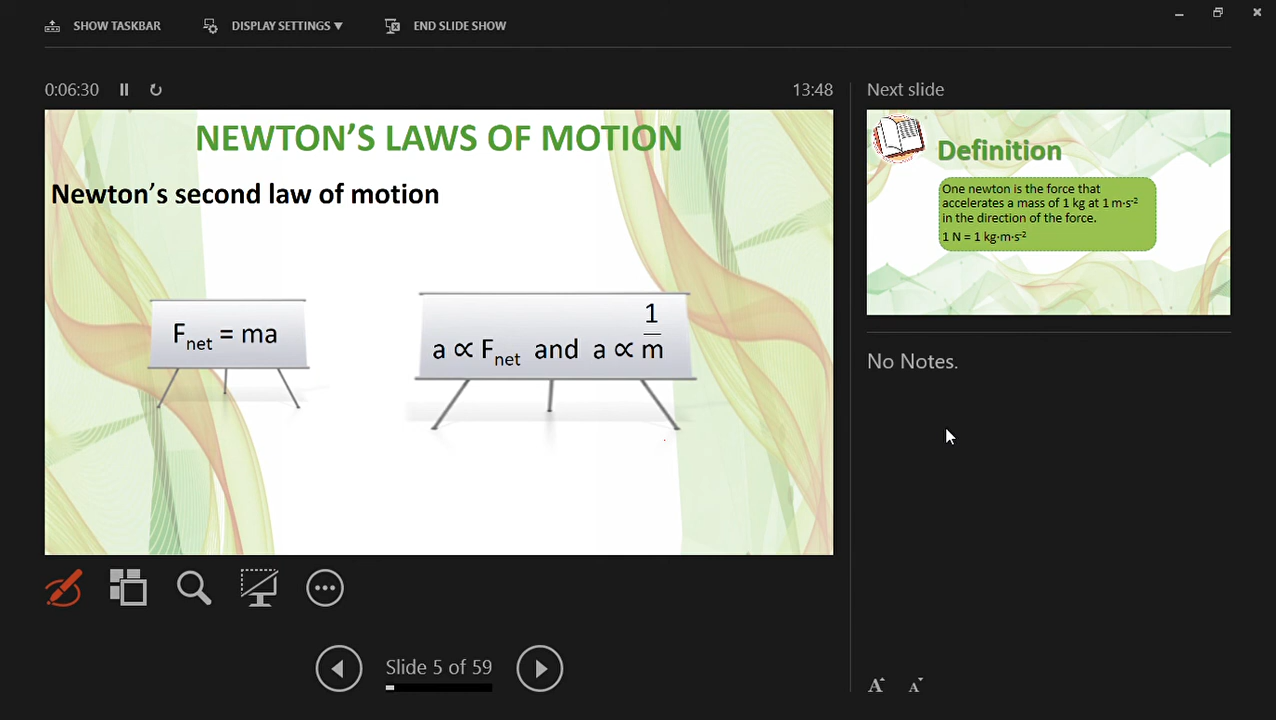 SHOW TASKBAR DISPLAY SETTINGS ▼ END SLIDE SHOW
0:06:30 13:48
NEWTON’S LAWS OF MOTION
Newton’s second law of motion
Fnet = ma
a ∝ Fnet and a ∝ 1/m
Next slide
Definition
One newton is the force that
accelerates a mass of 1 kg at 1 m·s-2
in the direction of the force.
1 N = 1 kg·m·s-2
No Notes.
Slide 5 of 59
A A